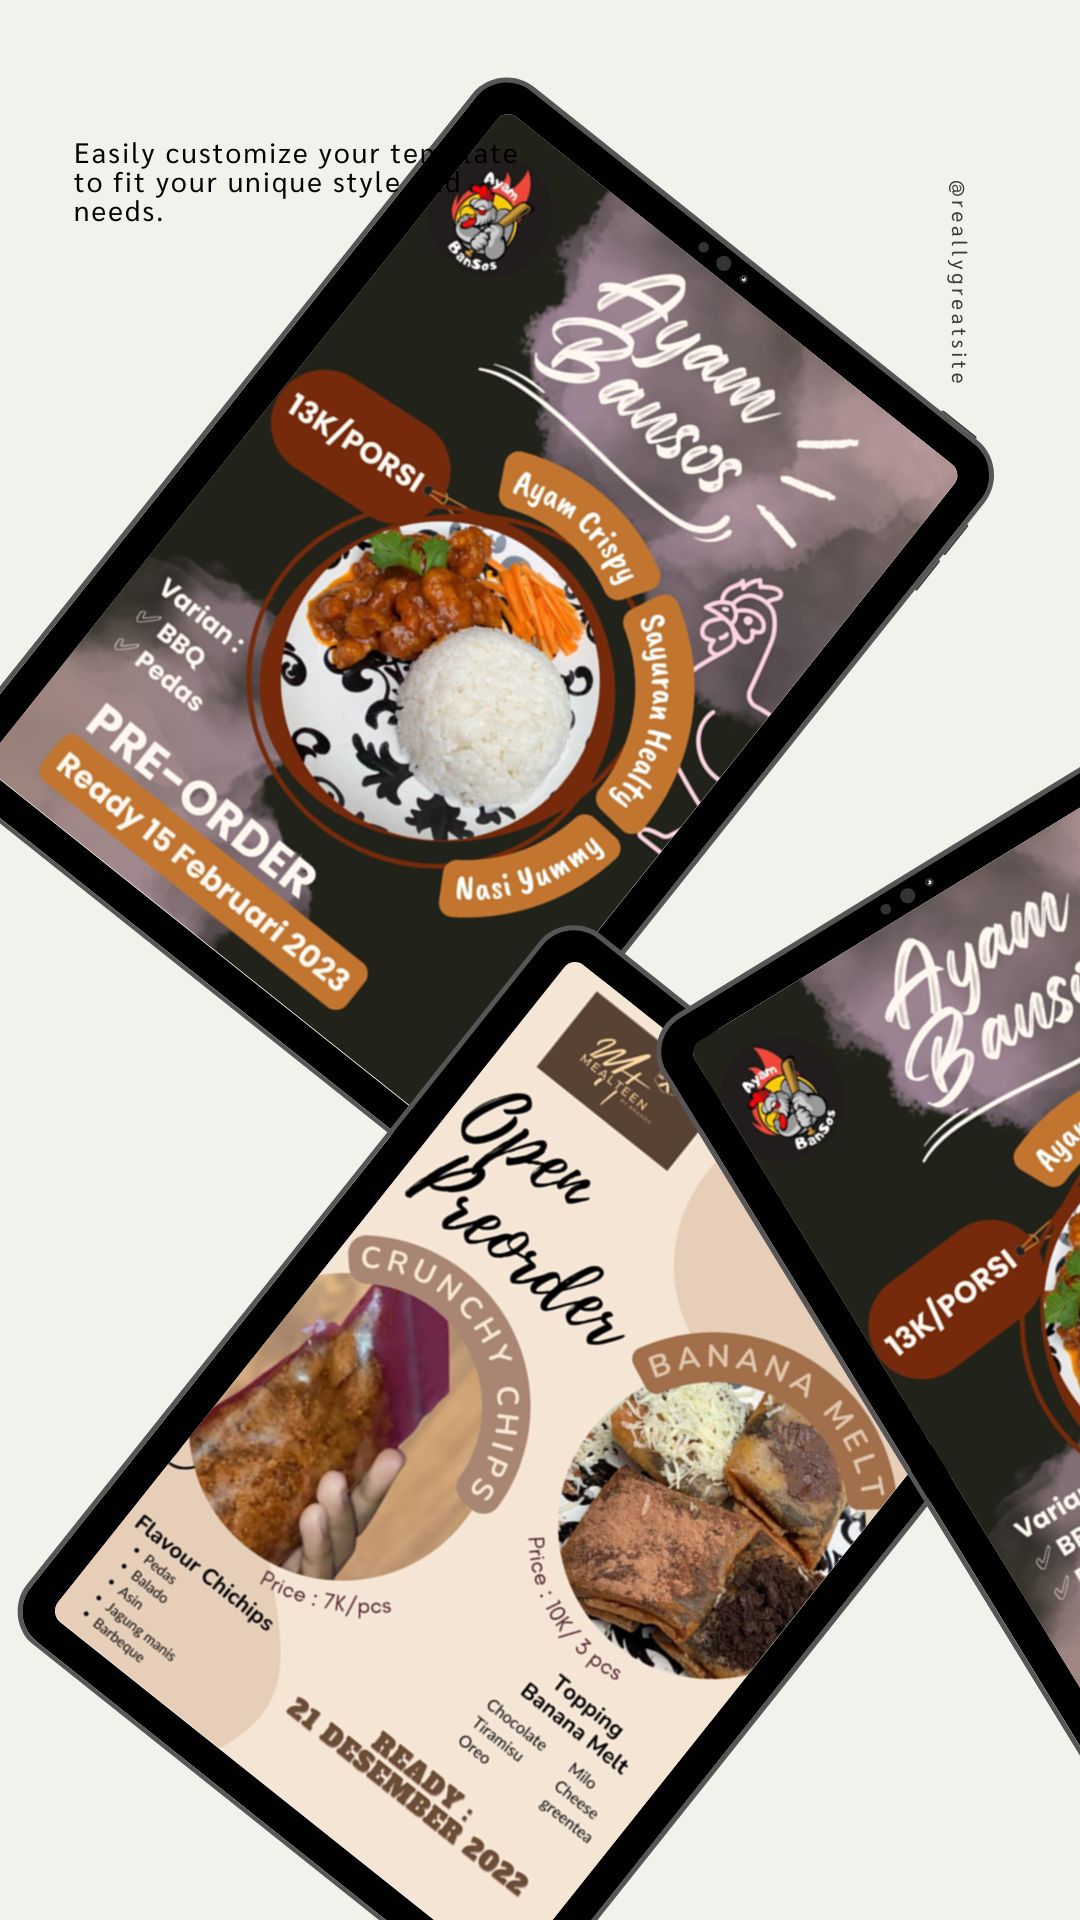 Easily customize your template
to fit your unique style and
needs.
@reallygreatsite
Ayam
BanSos
Ayam
Bansos
13K/PORSI
Ayam Crispy
Sayuran Healty
Nasi Yummy
Varian :
BBQ
Pedas
PRE-ORDER
Ready 15 Februari 2023
MEALTEEN
Open
Preorder
CRUNCHY CHIPS
BANANA MELT
Flavour Chichips
Pedas
Balado
Asin
Jagung manis
Barbeque
Price : 7K/pcs
Price : 10K/ 3 pcs
Topping
Banana Melt
Chocolate
Tiramisu
Oreo
Milo
Cheese
greentea
READY :
21 DESEMBER 2022
Ayam
BanSos
Ayam
13K/PORSI